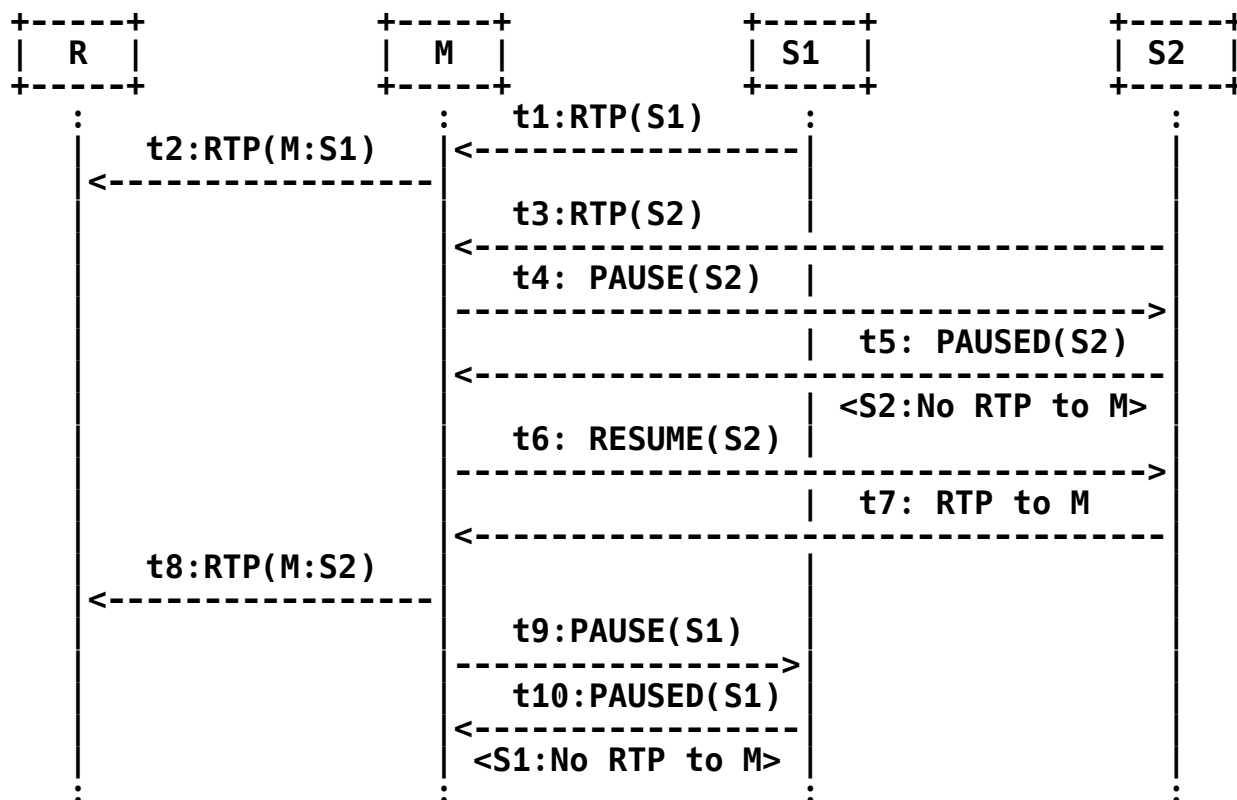 R M S1 S2
t1:RTP(S1)
t2:RTP(M:S1)
t3:RTP(S2)
t4: PAUSE(S2)
t5: PAUSED(S2)
<S2:No RTP to M>
t6: RESUME(S2)
t7: RTP to M
t8:RTP(M:S2)
t9:PAUSE(S1)
t10:PAUSED(S1)
<S1:No RTP to M>